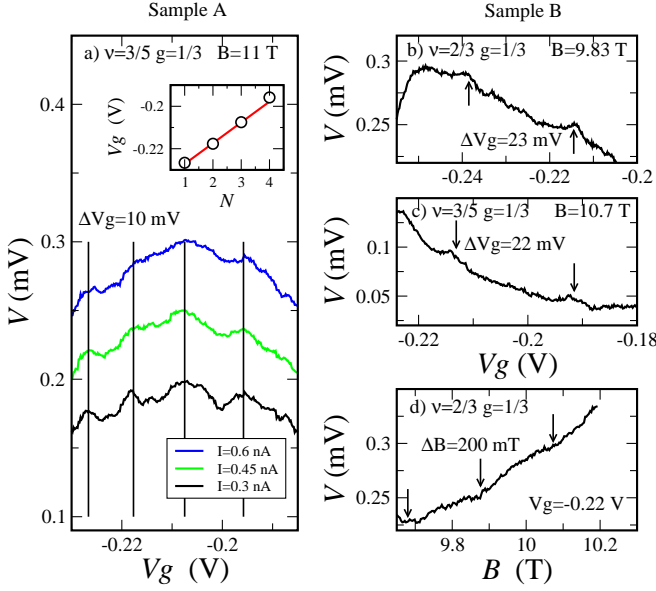 Sample A
a) ν=3/5 g=1/3 B=11 T
V (mV)
0.4
0.3
0.2
0.1
Vg (V)
-0.2
-0.22
1 2 3 4
N
ΔVg=10 mV
I=0.6 nA
I=0.45 nA
I=0.3 nA
-0.22 -0.2
Vg (V)
Sample B
b) ν=2/3 g=1/3 B=9.83 T
V (mV)
0.3
0.25
ΔVg=23 mV
-0.24 -0.22 -0.2
c) ν=3/5 g=1/3 B=10.7 T
V (mV)
0.1
0.05
ΔVg=22 mV
-0.22 -0.2 -0.18
Vg (V)
d) ν=2/3 g=1/3
V (mV)
0.3
0.25
ΔB=200 mT
Vg=-0.22 V
9.8 10 10.2
B (T)